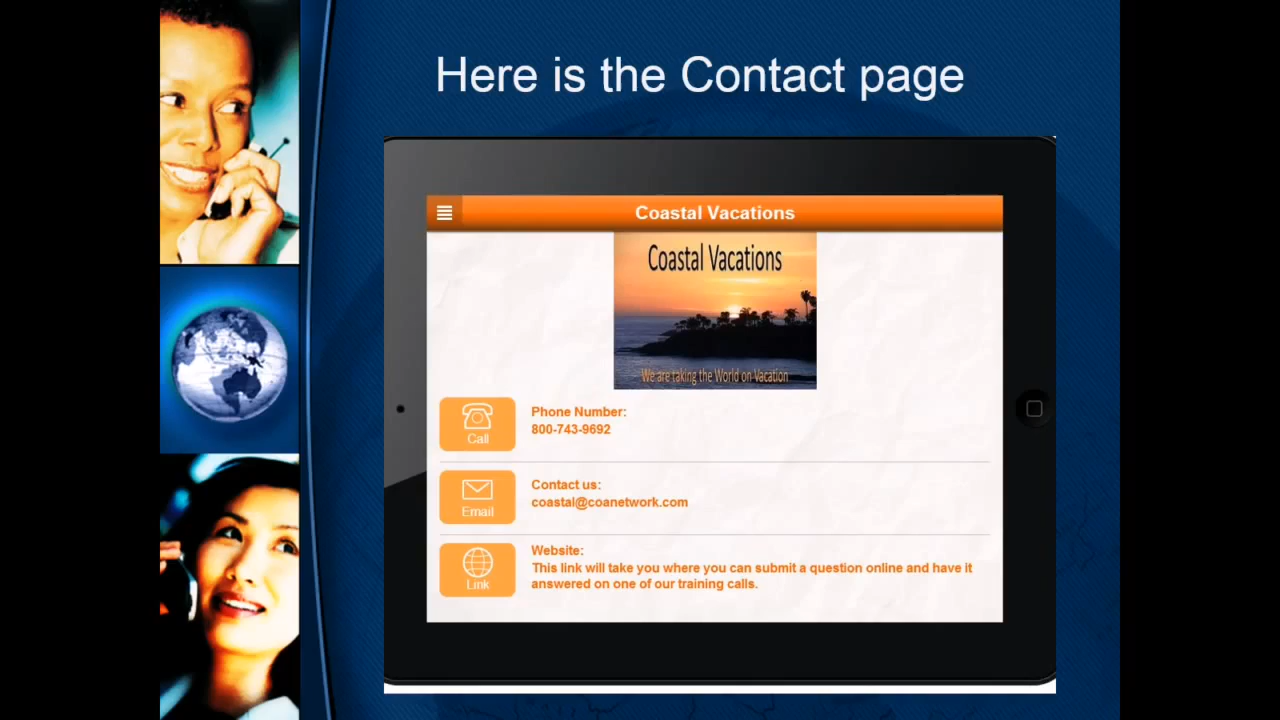 Here is the Contact page
Coastal Vacations
Coastal Vacations
We are taking the World on Vacation
Call
Phone Number:
800-743-9692
Email
Contact us:
coastal@coanetwork.com
Link
Website:
This link will take you where you can submit a question online and have it
answered on one of our training calls.